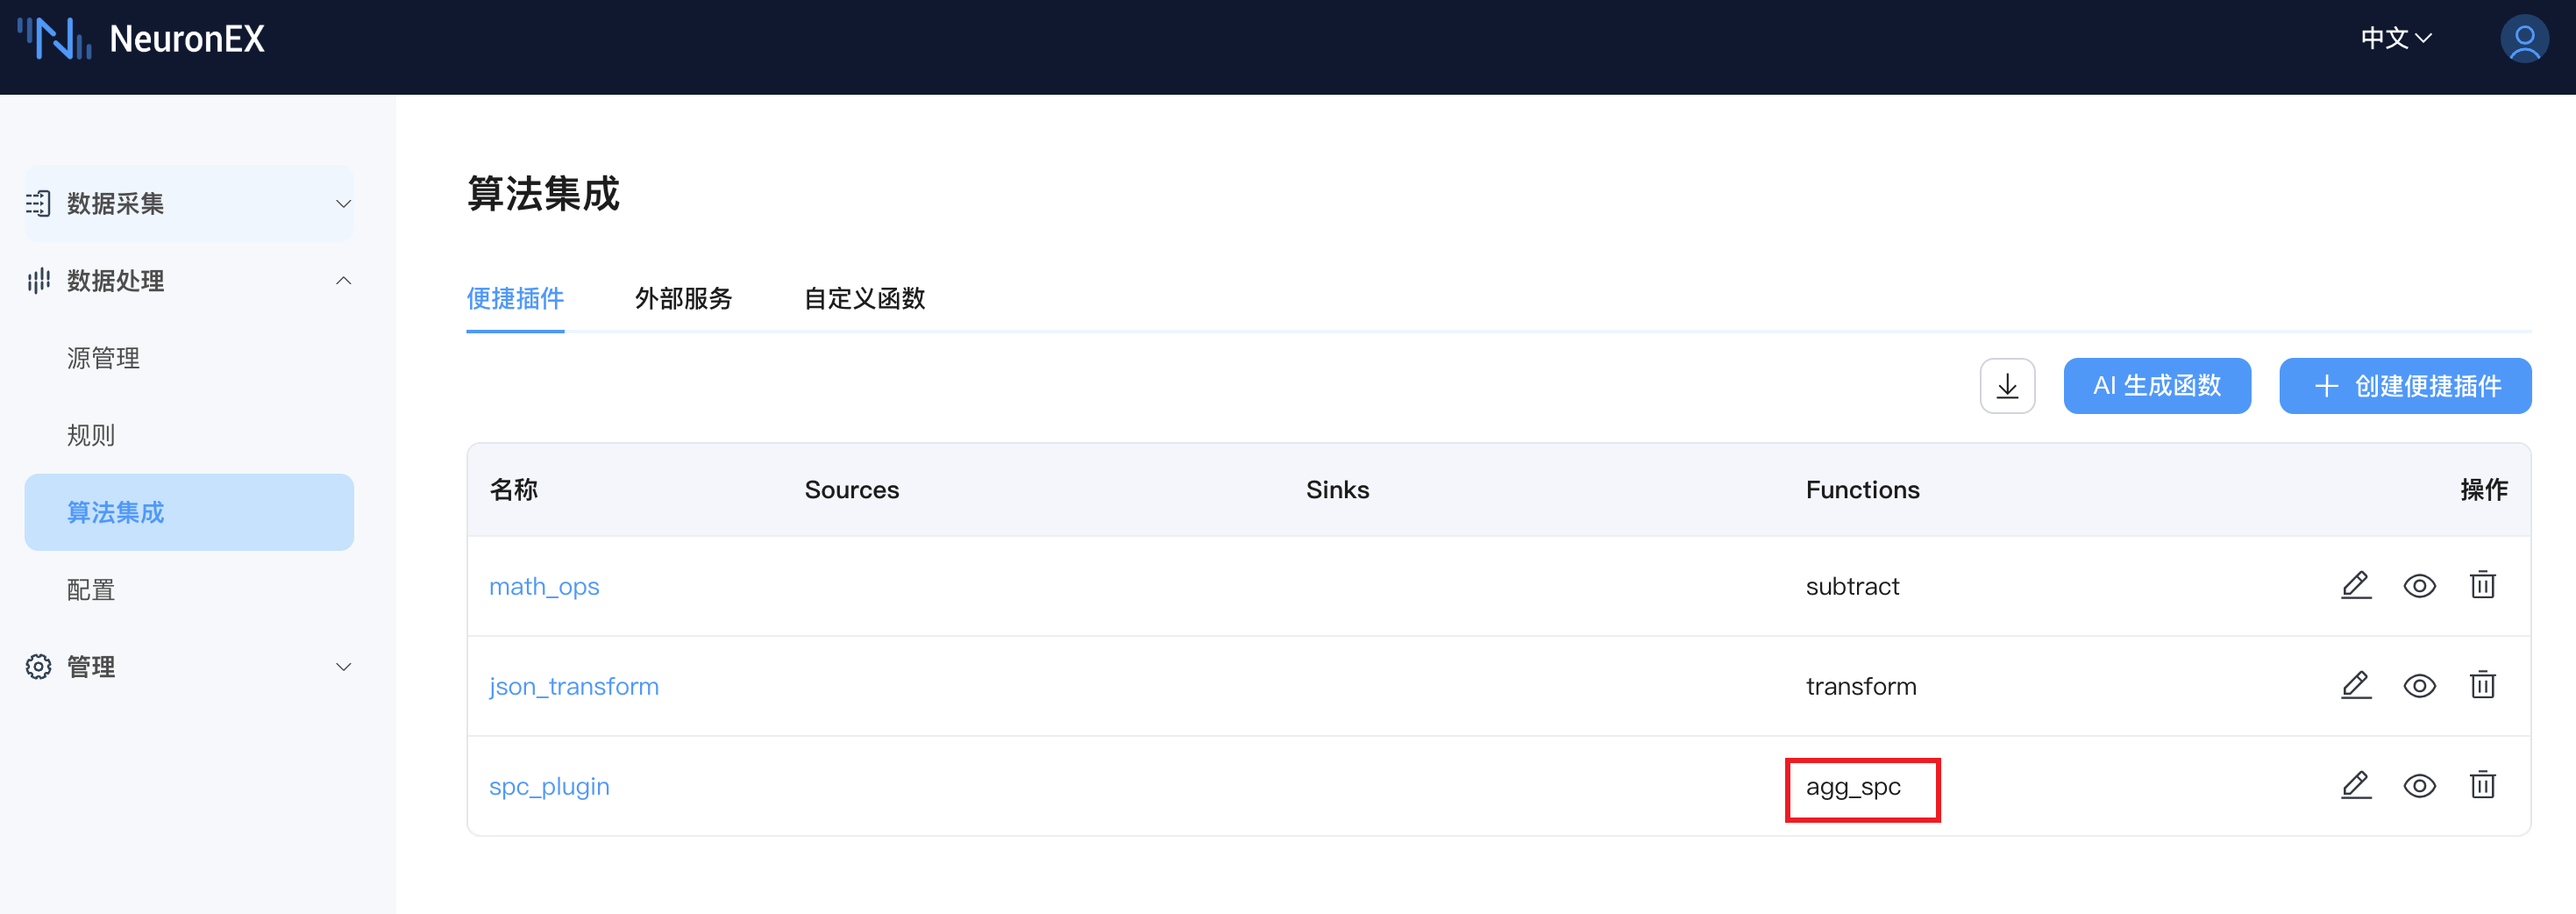 NeuronEX
中文
数据采集
数据处理
源管理
规则
算法集成
配置
管理
算法集成
便捷插件 外部服务 自定义函数
AI 生成函数 创建便捷插件
名称 Sources Sinks Functions 操作
math_ops subtract
json_transform transform
spc_plugin agg_spc